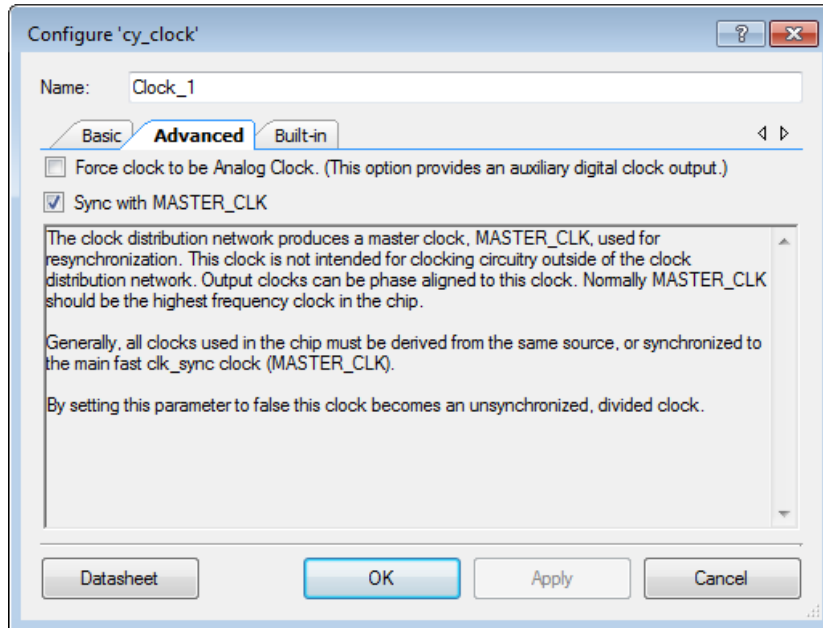 Configure 'cy_clock'
Name: Clock_1
Basic Advanced Built-in
Force clock to be Analog Clock. (This option provides an auxiliary digital clock output.)
Sync with MASTER_CLK
The clock distribution network produces a master clock, MASTER_CLK, used for
resynchronization. This clock is not intended for clocking circuitry outside of the clock
distribution network. Output clocks can be phase aligned to this clock. Normally MASTER_CLK
should be the highest frequency clock in the chip.
Generally, all clocks used in the chip must be derived from the same source, or synchronized to
the main fast clk_sync clock (MASTER_CLK).
By setting this parameter to false this clock becomes an unsynchronized, divided clock.
Datasheet OK Apply Cancel